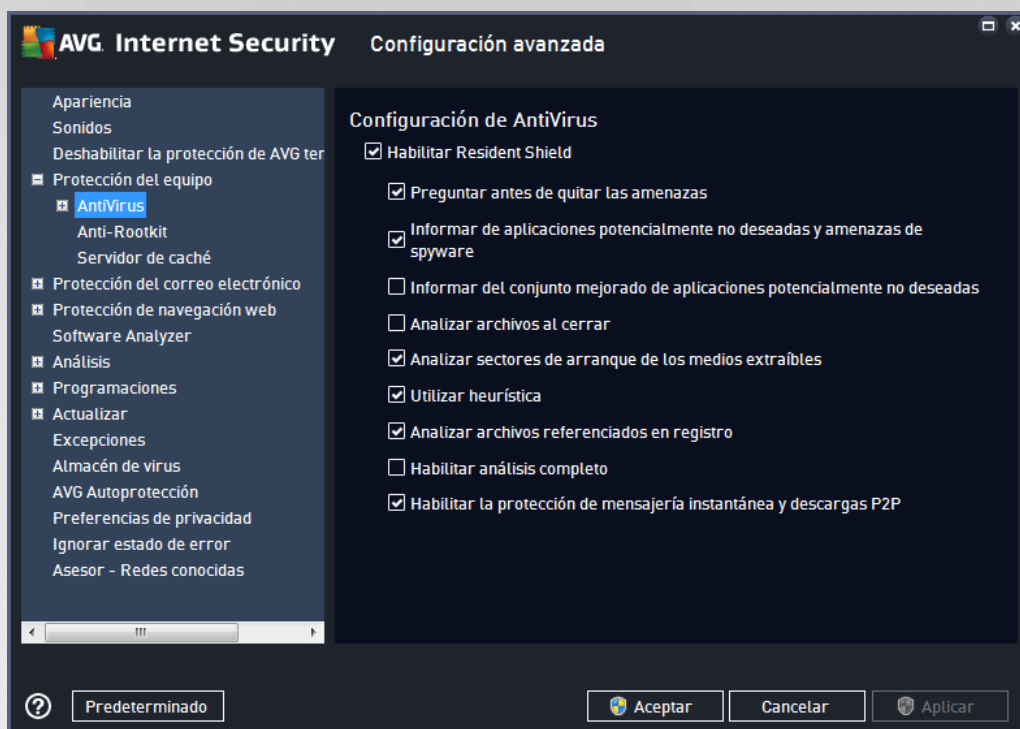 AVG. Internet Security
Configuración avanzada
Apariencia
Sonidos
Deshabilitar la protección de AVG ter
Protección del equipo
AntiVirus
Anti-Rootkit
Servidor de caché
Protección del correo electrónico
Protección de navegación web
Software Analyzer
Análisis
Programaciones
Actualizar
Excepciones
Almacén de virus
AVG Autoprotección
Preferencias de privacidad
Ignorar estado de error
Asesor - Redes conocidas
Configuración de AntiVirus
Habilitar Resident Shield
Preguntar antes de quitar las amenazas
Informar de aplicaciones potencialmente no deseadas y amenazas de
spyware
Informar del conjunto mejorado de aplicaciones potencialmente no deseadas
Analizar archivos al cerrar
Analizar sectores de arranque de los medios extraíbles
Utilizar heurística
Analizar archivos referenciados en registro
Habilitar análisis completo
Habilitar la protección de mensajería instantánea y descargas P2P
Predeterminado
Aceptar
Cancelar
Aplicar